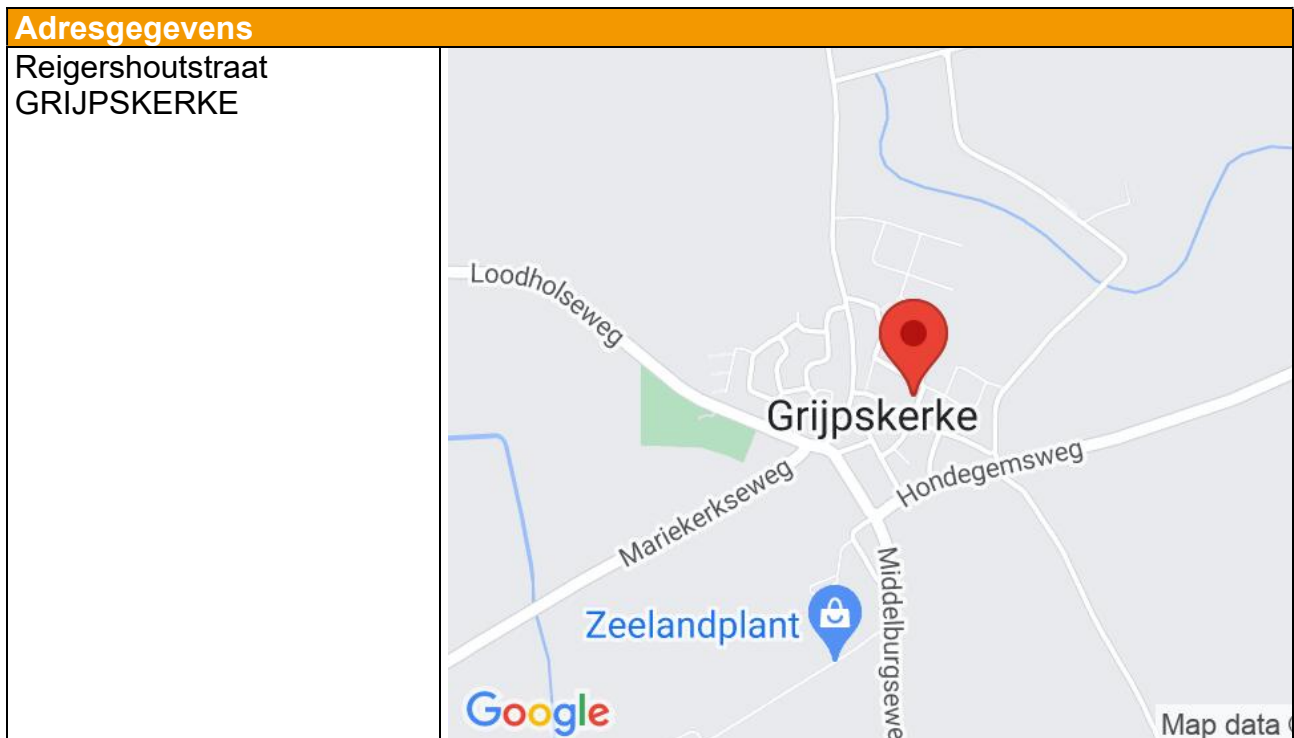 Adresgegevens
Reigershoutstraat
GRIJPSKERKE
Loodholseweg
Grijpskerke
Hondegemsweg
Mariekerkseweg
Middelburgsewe
Zeelandplant
Google
Map data